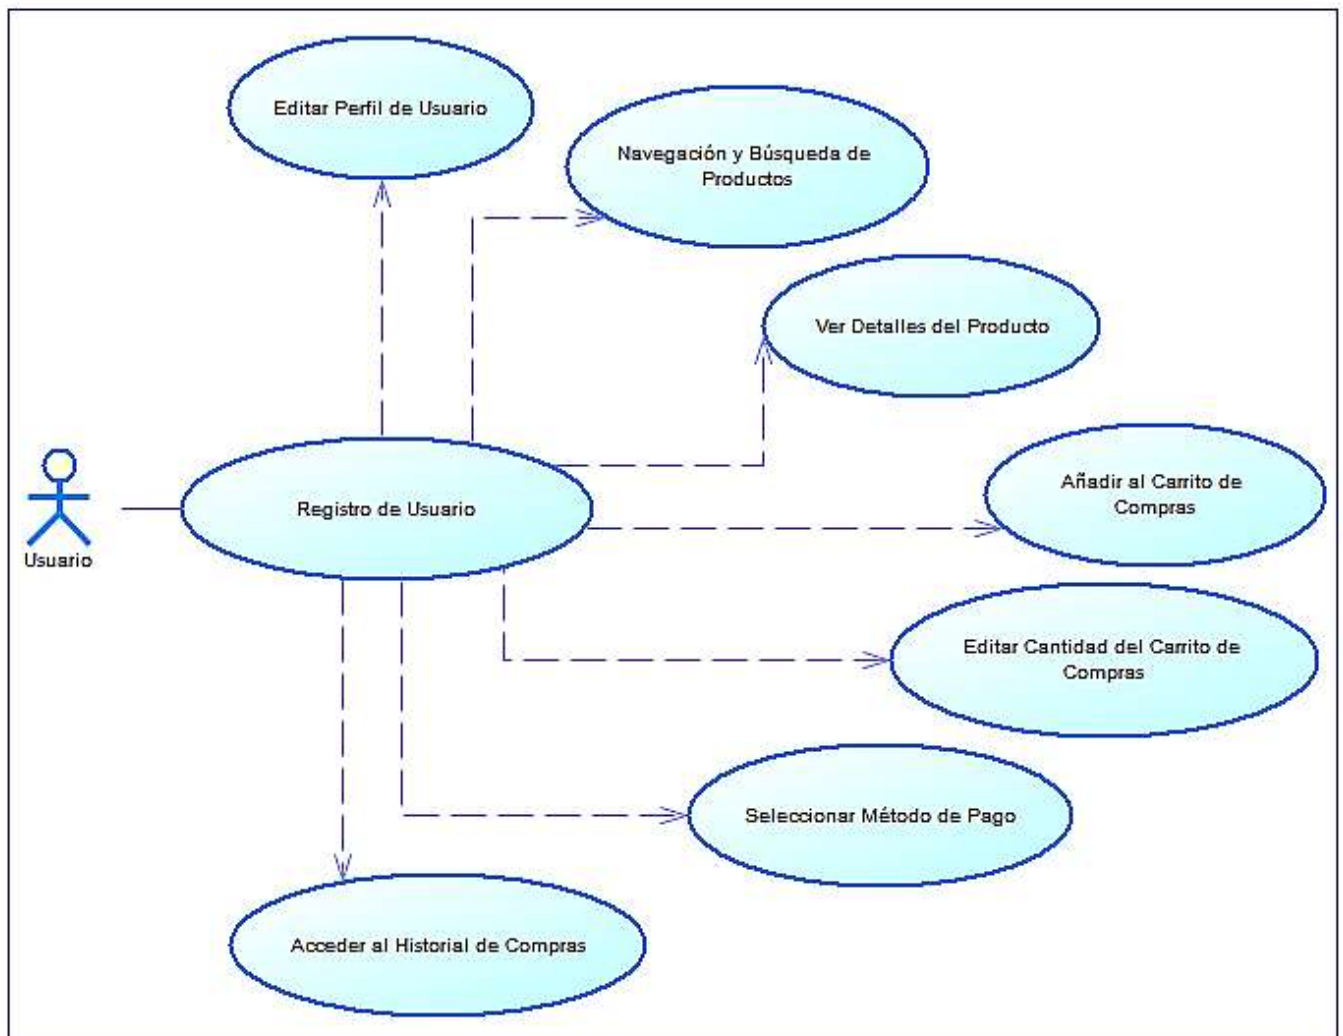 Editar Perfil de Usuario
Navegación y Búsqueda de
Productos
Ver Detalles del Producto
Añadir al Carrito de
Compras
Registro de Usuario
Usuario
Editar Cantidad del Carrito de
Compras
Seleccionar Método de Pago
Acceder al Historial de Compras